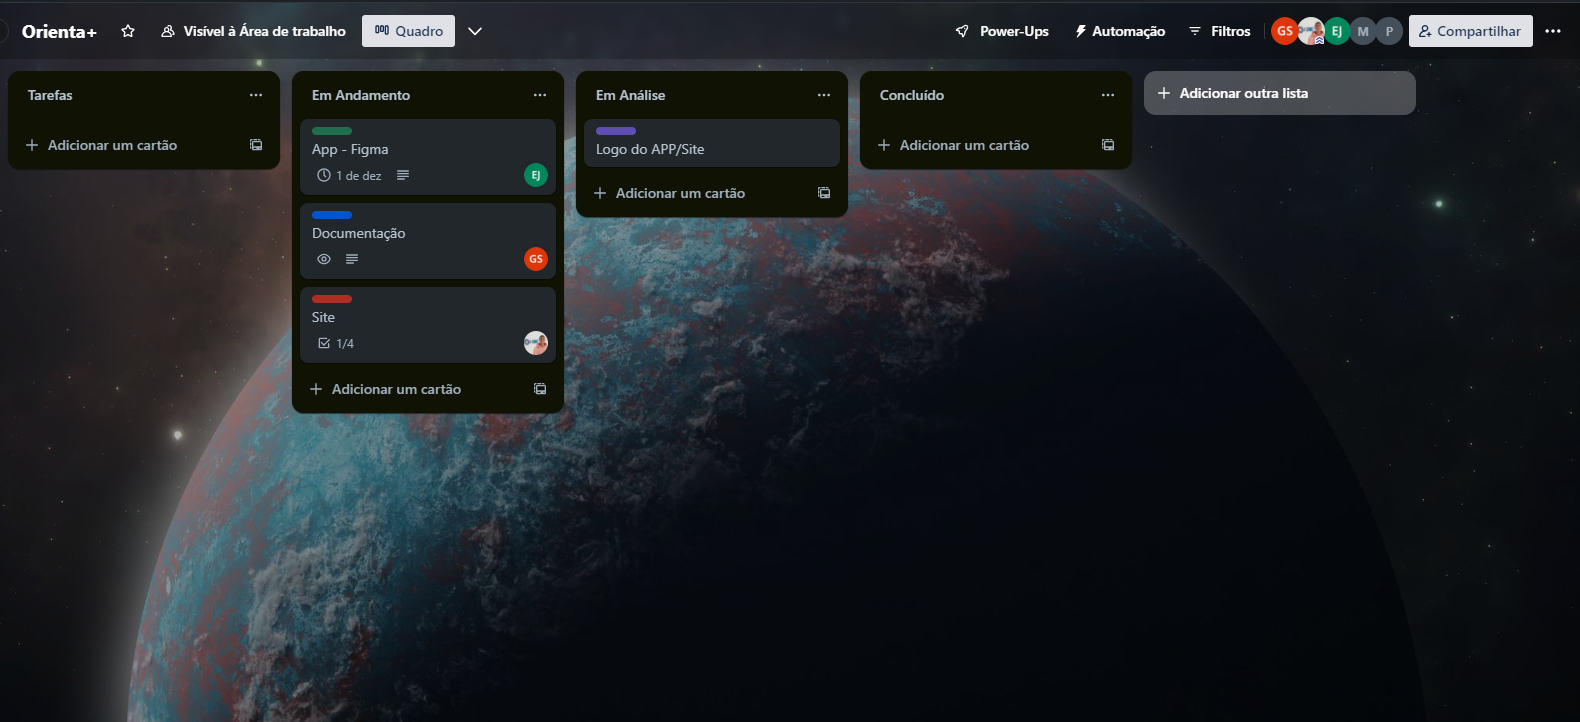 Orienta+
Visível à Área de trabalho
Quadro
Power-Ups
Automação
Filtros
GS
EJ
M
P
Compartilhar
Tarefas
Adicionar um cartão
Em Andamento
App - Figma
1 de dez
EJ
Documentação
GS
Site
1/4
Adicionar um cartão
Em Análise
Logo do APP/Site
Adicionar um cartão
Concluído
Adicionar um cartão
Adicionar outra lista